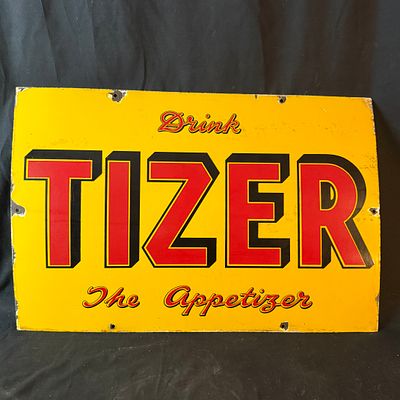 Drink
TIZER
The Appetizer